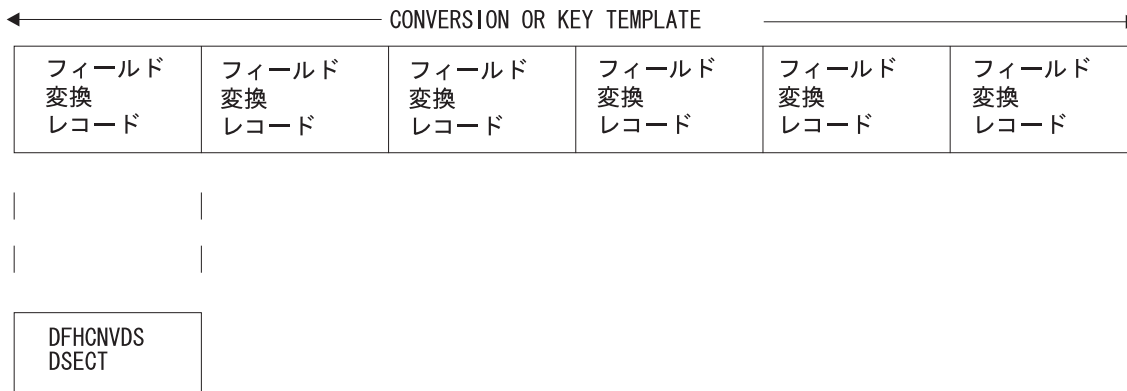 CONVERSION OR KEY TEMPLATE
フィールド
変換
レコード
フィールド
変換
レコード
フィールド
変換
レコード
フィールド
変換
レコード
フィールド
変換
レコード
フィールド
変換
レコード
DFHCNVDS
DSECT